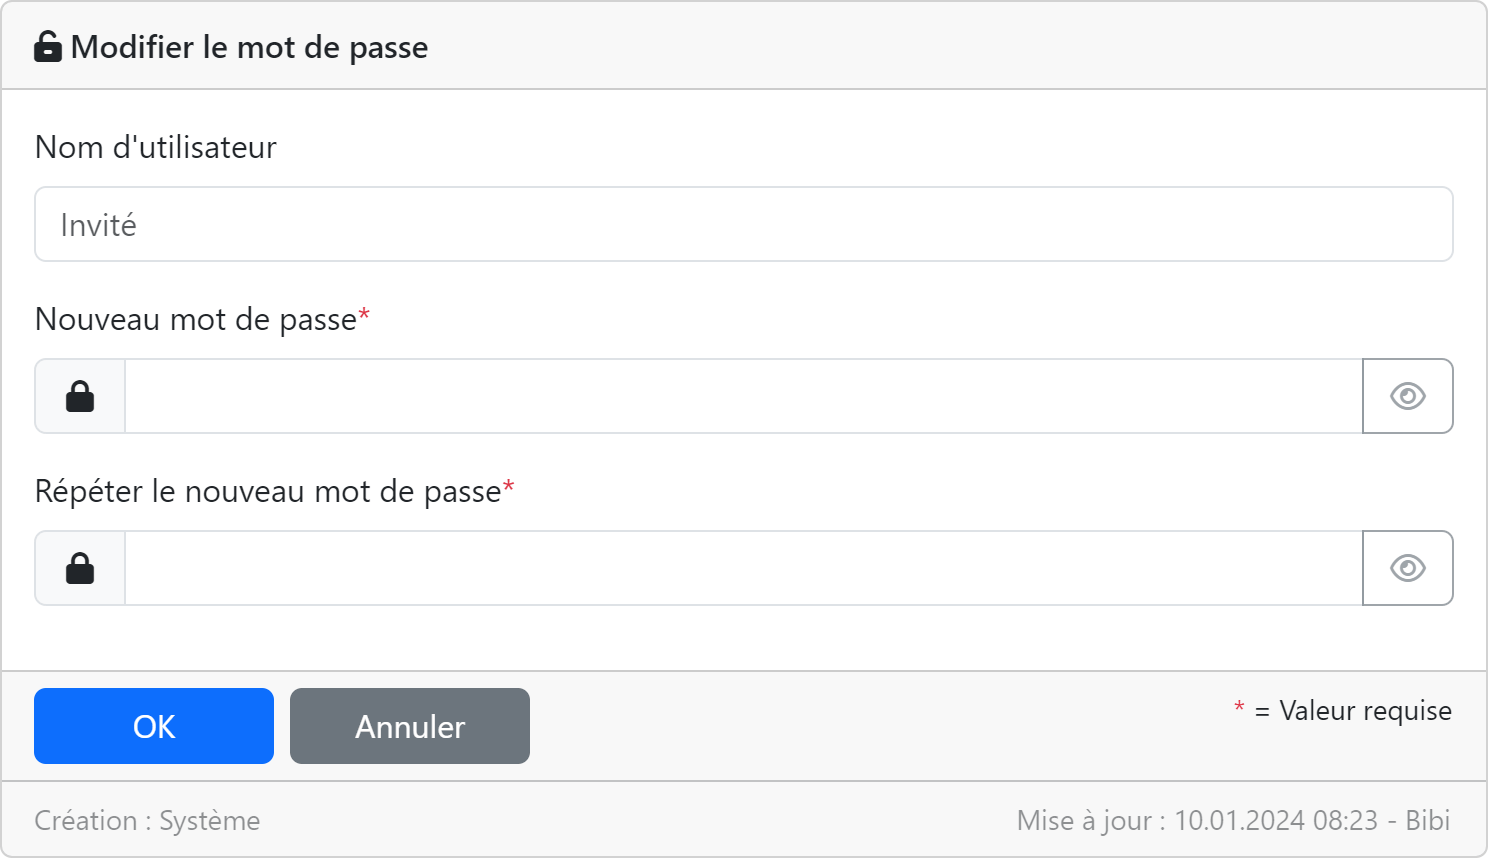 Modifier le mot de passe
Nom d'utilisateur
Invité
Nouveau mot de passe*
Répéter le nouveau mot de passe*
OK Annuler * = Valeur requise
Création : Système Mise à jour : 10.01.2024 08:23 - Bibi